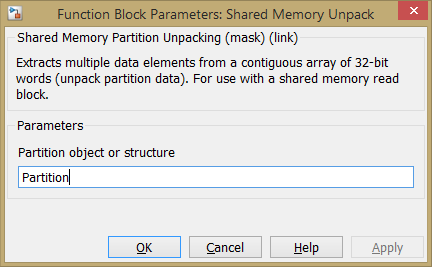 Function Block Parameters: Shared Memory Unpack
Shared Memory Partition Unpacking (mask) (link)
Extracts multiple data elements from a contiguous array of 32-bit
words (unpack partition data). For use with a shared memory read
block.
Parameters
Partition object or structure
Partition
OK Cancel Help Apply